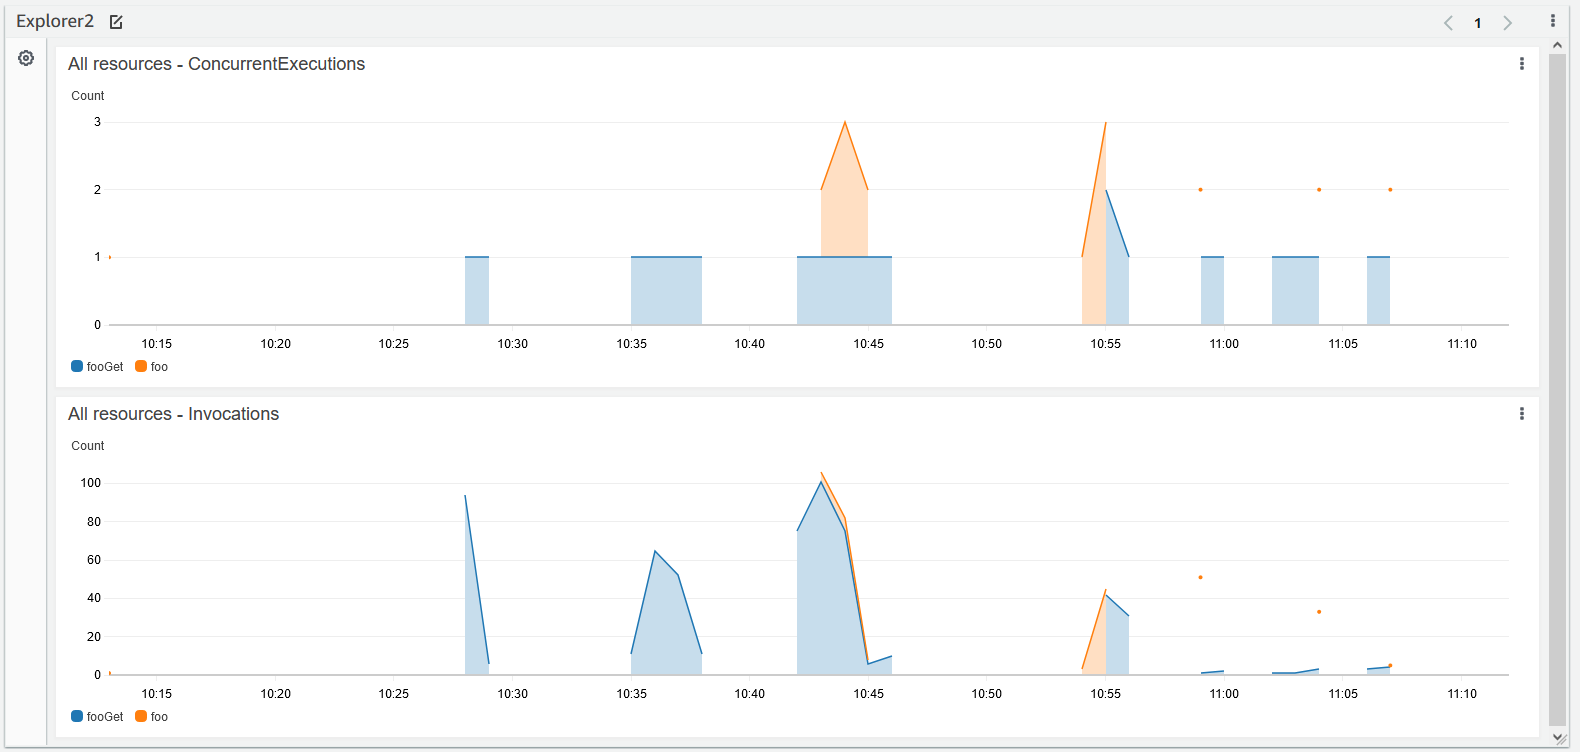 Explorer2
1
All resources - ConcurrentExecutions
Count
3
2
1
0
10:15 10:20 10:25 10:30 10:35 10:40 10:45 10:50 10:55 11:00 11:05 11:10
fooGet foo
All resources - Invocations
Count
100
80
60
40
20
0
10:15 10:20 10:25 10:30 10:35 10:40 10:45 10:50 10:55 11:00 11:05 11:10
fooGet foo